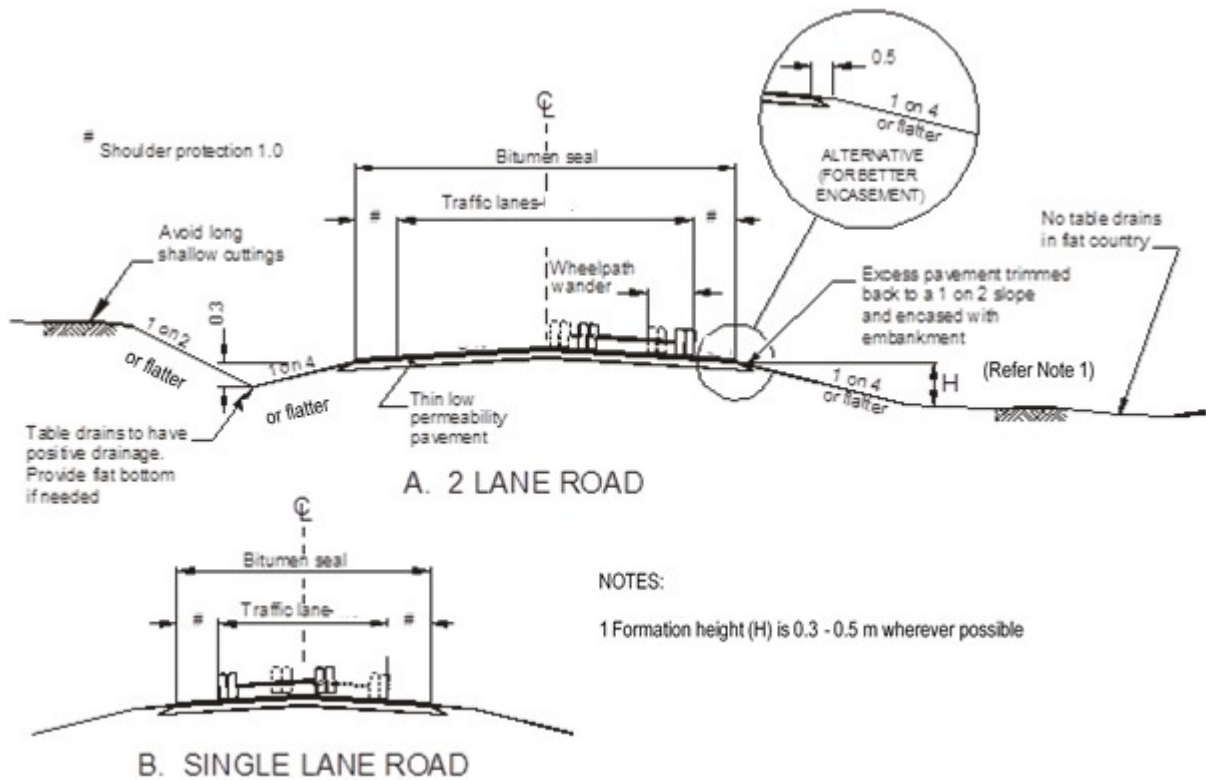 0.5
1 on 4
or flatter
ALTERNATIVE
(FOR BETTER
ENCASEMENT)
# Shoulder protection 1.0
℄
Bitumen seal
#
Traffic lanes
#
Avoid long
shallow cuttings
No table drains
in flat country
Wheelpath
wander
Excess pavement trimmed
back to a 1 on 2 slope
and encased with
embankment
1 on 2
or flatter
0.3
1 on 4
or flatter
1 on 4
or flatter
H
(Refer Note 1)
Thin low
permeability
pavement
Table drains to have
positive drainage.
Provide flat bottom
if needed
A. 2 LANE ROAD
℄
Bitumen seal
#
Traffic lane
#
B. SINGLE LANE ROAD
NOTES:
1 Formation height (H) is 0.3 - 0.5 m wherever possible